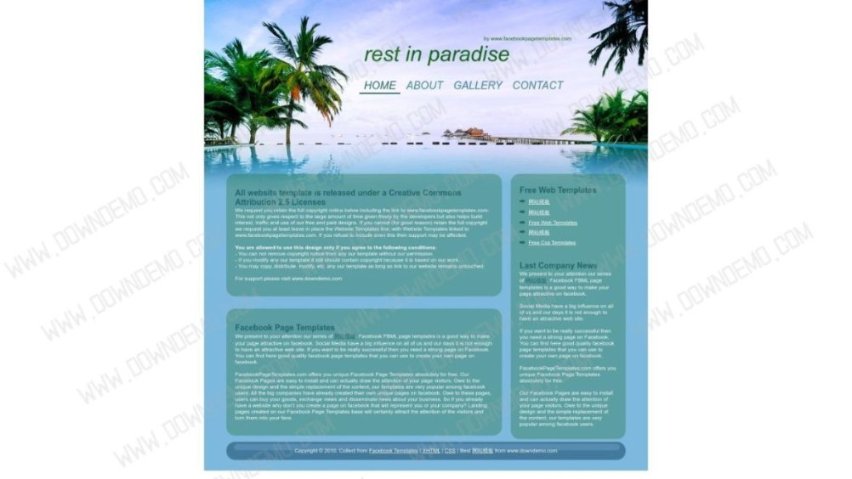 by www.facebookpagetemplates.com
rest in paradise
HOME ABOUT GALLERY CONTACT
All website template is released under a Creative Commons
Attribution 2.5 Licenses
We request you retain the full copyright online below including the link to www.facebookpagetemplates.com.
This not only gives respect to the large amount of time given freely by the developers but also helps build
interest, traffic and use of our free and paid designs. If you cannot (for good reason) retain the full copyright
we request you at least leave in place the Website Templates line, with Website Templates linked to
www.facebookpagetemplates.com. If you refuse to include even this then support may be affected.
You are allowed to use this design only if you agree to the following conditions:
- You can not remove copyright notice from any our template without our permission.
- If you modify any our template it still should contain copyright because it is based on our work.
- You may copy, distribute, modify, etc. any our template as long as link to our website remains untouched.
For support please visit www.downdemo.com
Facebook Page Templates
We present to your attention our series of 网站模板. Facebook FBML page templates is a good way to make
your page attractive on facebook. Social Media have a big influence on all of us and our days it is not enough
to have an attractive web site. If you want to be really successful then you need a strong page on Facebook.
You can find here good quality facebook page templates that you can use to create your own page on
facebook.
FacebookPageTemplates.com offers you unique Facebook Page Templates absolutely for free. Our
Facebook Pages are easy to install and can actually draw the attention of your page visitors. Owe to the
unique design and the simple replacement of the content, our templates are very popular among facebook
users. All the big companies have already created their own unique pages on facebook. Owe to these pages,
users can buy your goods, exchange news and disseminate news about your business. So if you already
have a website why don't you create a page on facebook that will represent you or your company? Landing
pages created on our Facebook Page Templates base will certainly attract the attention of the visitors and
turn them into your fans.
Free Web Templates
网站模板
网站模板
Free Web Templates
网站模板
Free Css Templates
Last Company News
We present to your attention our series
of 网站模板. Facebook FBML page
templates is a good way to make your
page attractive on facebook.
Social Media have a big influence on all
of us and our days it is not enough to
have an attractive web site.
If you want to be really successful then
you need a strong page on Facebook.
You can find here good quality facebook
page templates that you can use to
create your own page on facebook.
FacebookPageTemplates.com offers you
unique Facebook Page Templates
absolutely for free.
Our Facebook Pages are easy to install
and can actually draw the attention of
your page visitors. Owe to the unique
design and the simple replacement of
the content, our templates are very
popular among facebook users.
Copyright © 2010. Collect from Facebook Templates | XHTML | CSS | Best 网站模板 from www.downdemo.com
WWW.DOWNDEMO.COM